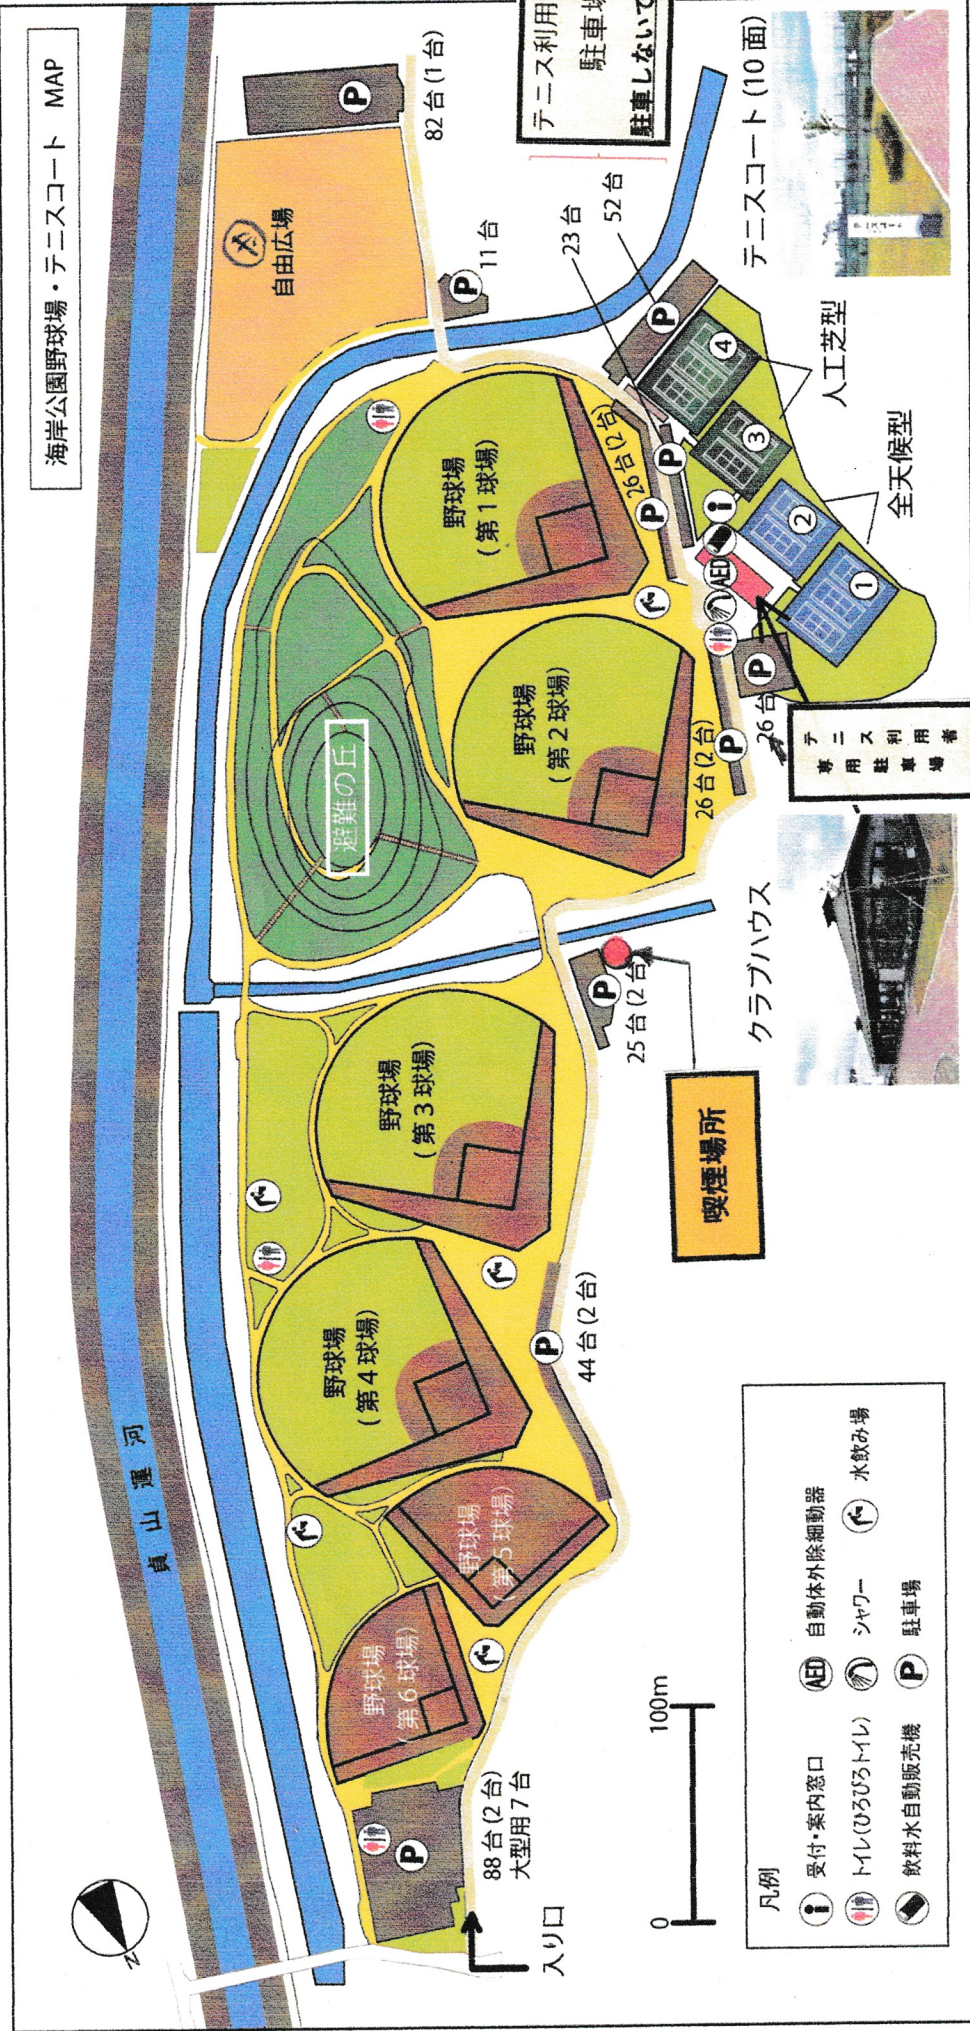 海岸公園野球場・テニスコート MAP
貞山運河
自由広場
82台(1台)
11台
23台
52台
テニス利用
駐車場
駐車しないで
テニスコート(10面)
避難の丘
野球場
(第1球場)
野球場
(第2球場)
野球場
(第3球場)
野球場
(第4球場)
野球場
(第5球場)
野球場
(第6球場)
26台(2台)
26台(2台)
26台
25台(2台)
44台(2台)
88台(2台)
大型用7台
入り口
P
P
P
P
P
P
P
P
P
P
i
AED
1
2
3
4
人工芝型
全天候型
テニス利用者
専用駐車場
クラブハウス
喫煙場所
N
0
100m
凡例
i 受付・案内窓口
AED 自動体外除細動器
トイレ(ひろびろトイレ)
シャワー
水飲み場
飲料水自動販売機
P 駐車場